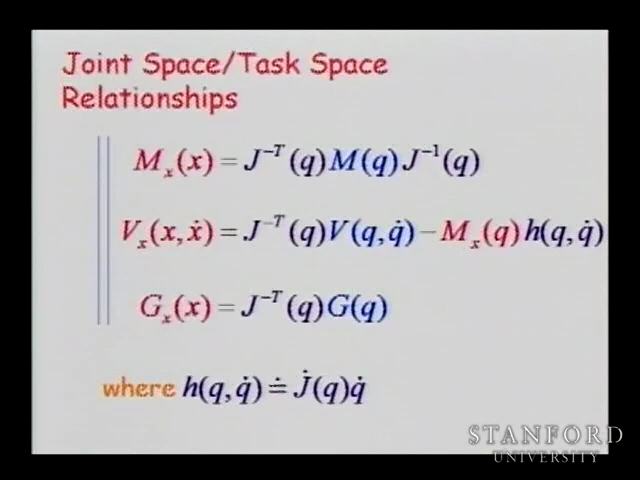 Joint Space/Task Space
Relationships
Mₓ(x) = J⁻ᵀ(q)M(q)J⁻¹(q)
Vₓ(x, ẋ) = J⁻ᵀ(q)V(q, q̇) − Mₓ(q)h(q, q̇)
Gₓ(x) = J⁻ᵀ(q)G(q)
where h(q, q̇) ≐ J̇(q)q̇
STANFORD
UNIVERSITY